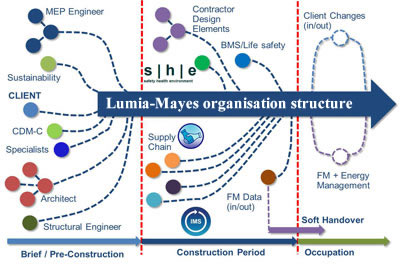 MEP Engineer
Sustainability
CLIENT
CDM-C
Specialists
Architect
Structural Engineer
Contractor
Design
Elements
BMS/Life safety
s|h|e
safety health environment
Lumia-Mayes organisation structure
Supply
Chain
IMS
FM Data
(in/out)
Client Changes
(in/out)
FM + Energy
Management
Soft Handover
Brief / Pre-Construction
Construction Period
Occupation